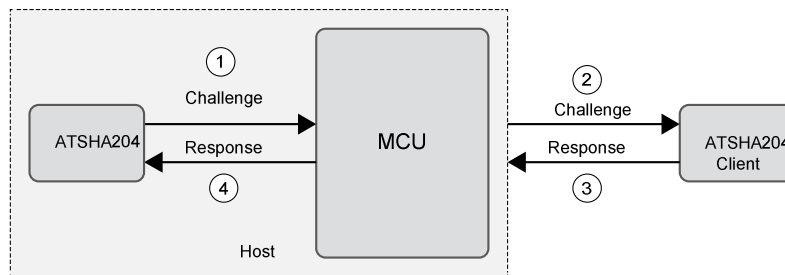 1
2
Challenge
Challenge
ATSHA204
MCU
ATSHA204
Client
Response
Response
4
3
Host